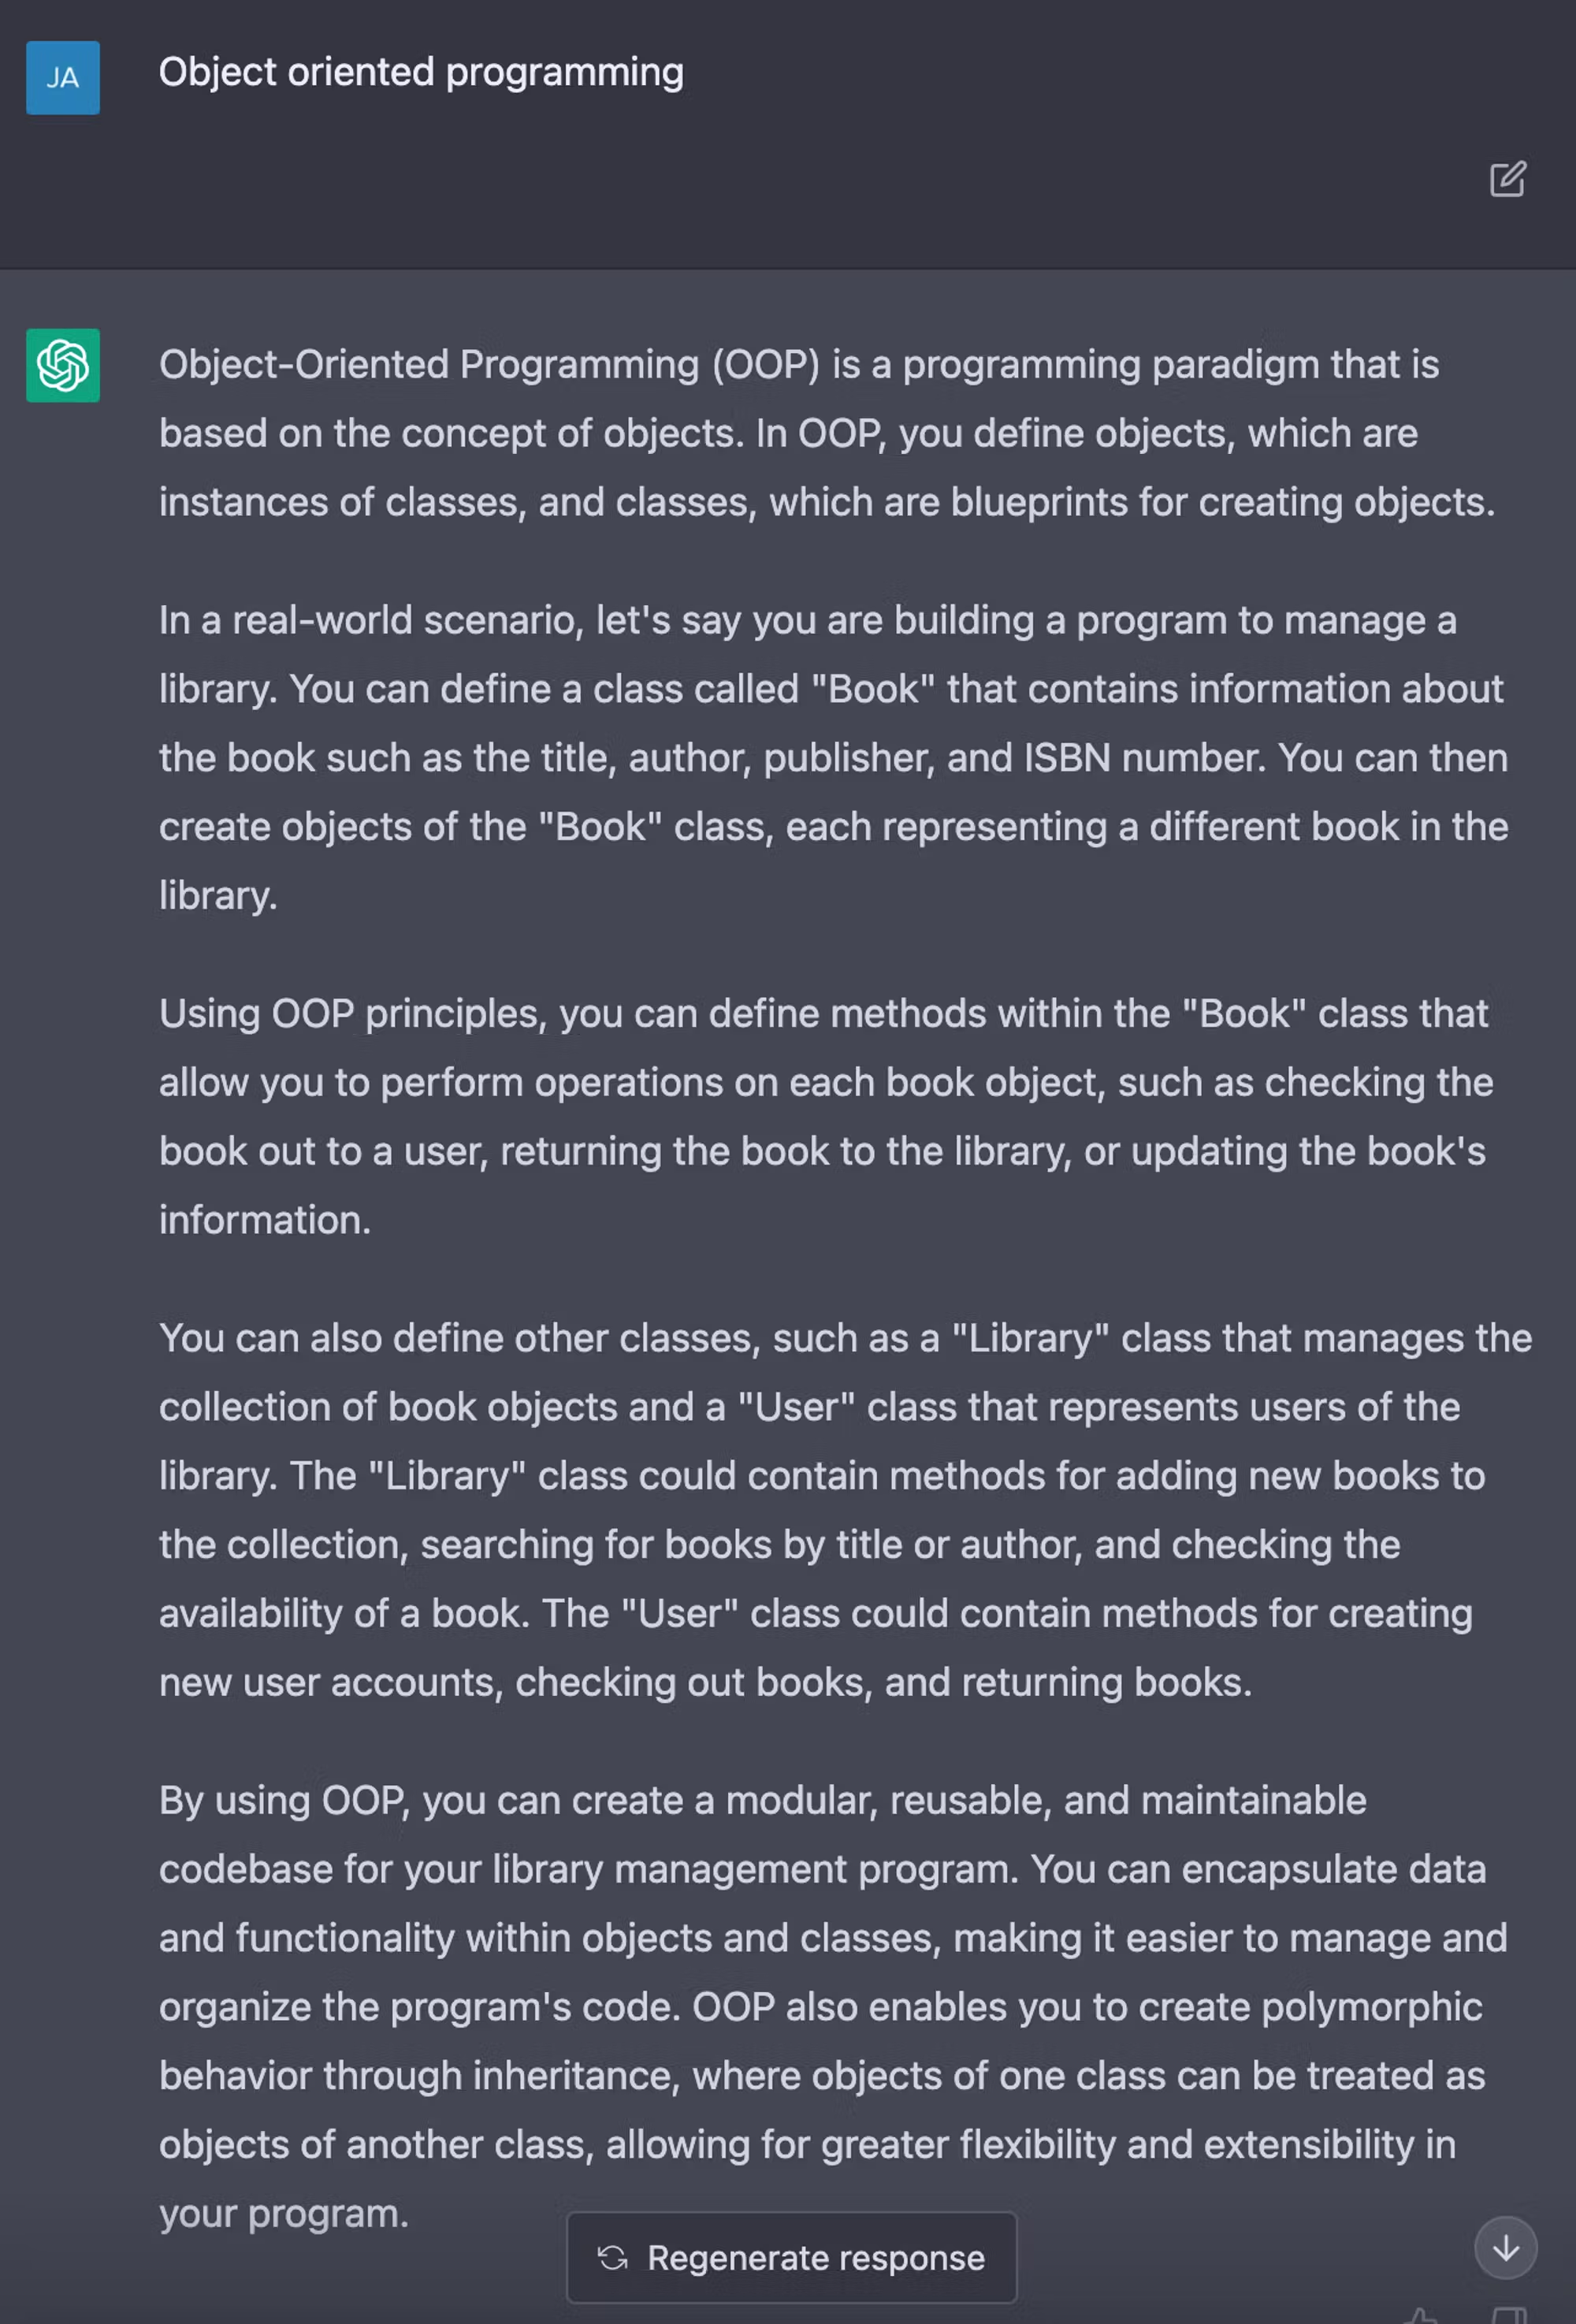 JA
Object oriented programming
Object-Oriented Programming (OOP) is a programming paradigm that is
based on the concept of objects. In OOP, you define objects, which are
instances of classes, and classes, which are blueprints for creating objects.
In a real-world scenario, let's say you are building a program to manage a
library. You can define a class called "Book" that contains information about
the book such as the title, author, publisher, and ISBN number. You can then
create objects of the "Book" class, each representing a different book in the
library.
Using OOP principles, you can define methods within the "Book" class that
allow you to perform operations on each book object, such as checking the
book out to a user, returning the book to the library, or updating the book's
information.
You can also define other classes, such as a "Library" class that manages the
collection of book objects and a "User" class that represents users of the
library. The "Library" class could contain methods for adding new books to
the collection, searching for books by title or author, and checking the
availability of a book. The "User" class could contain methods for creating
new user accounts, checking out books, and returning books.
By using OOP, you can create a modular, reusable, and maintainable
codebase for your library management program. You can encapsulate data
and functionality within objects and classes, making it easier to manage and
organize the program's code. OOP also enables you to create polymorphic
behavior through inheritance, where objects of one class can be treated as
objects of another class, allowing for greater flexibility and extensibility in
your program.
Regenerate response